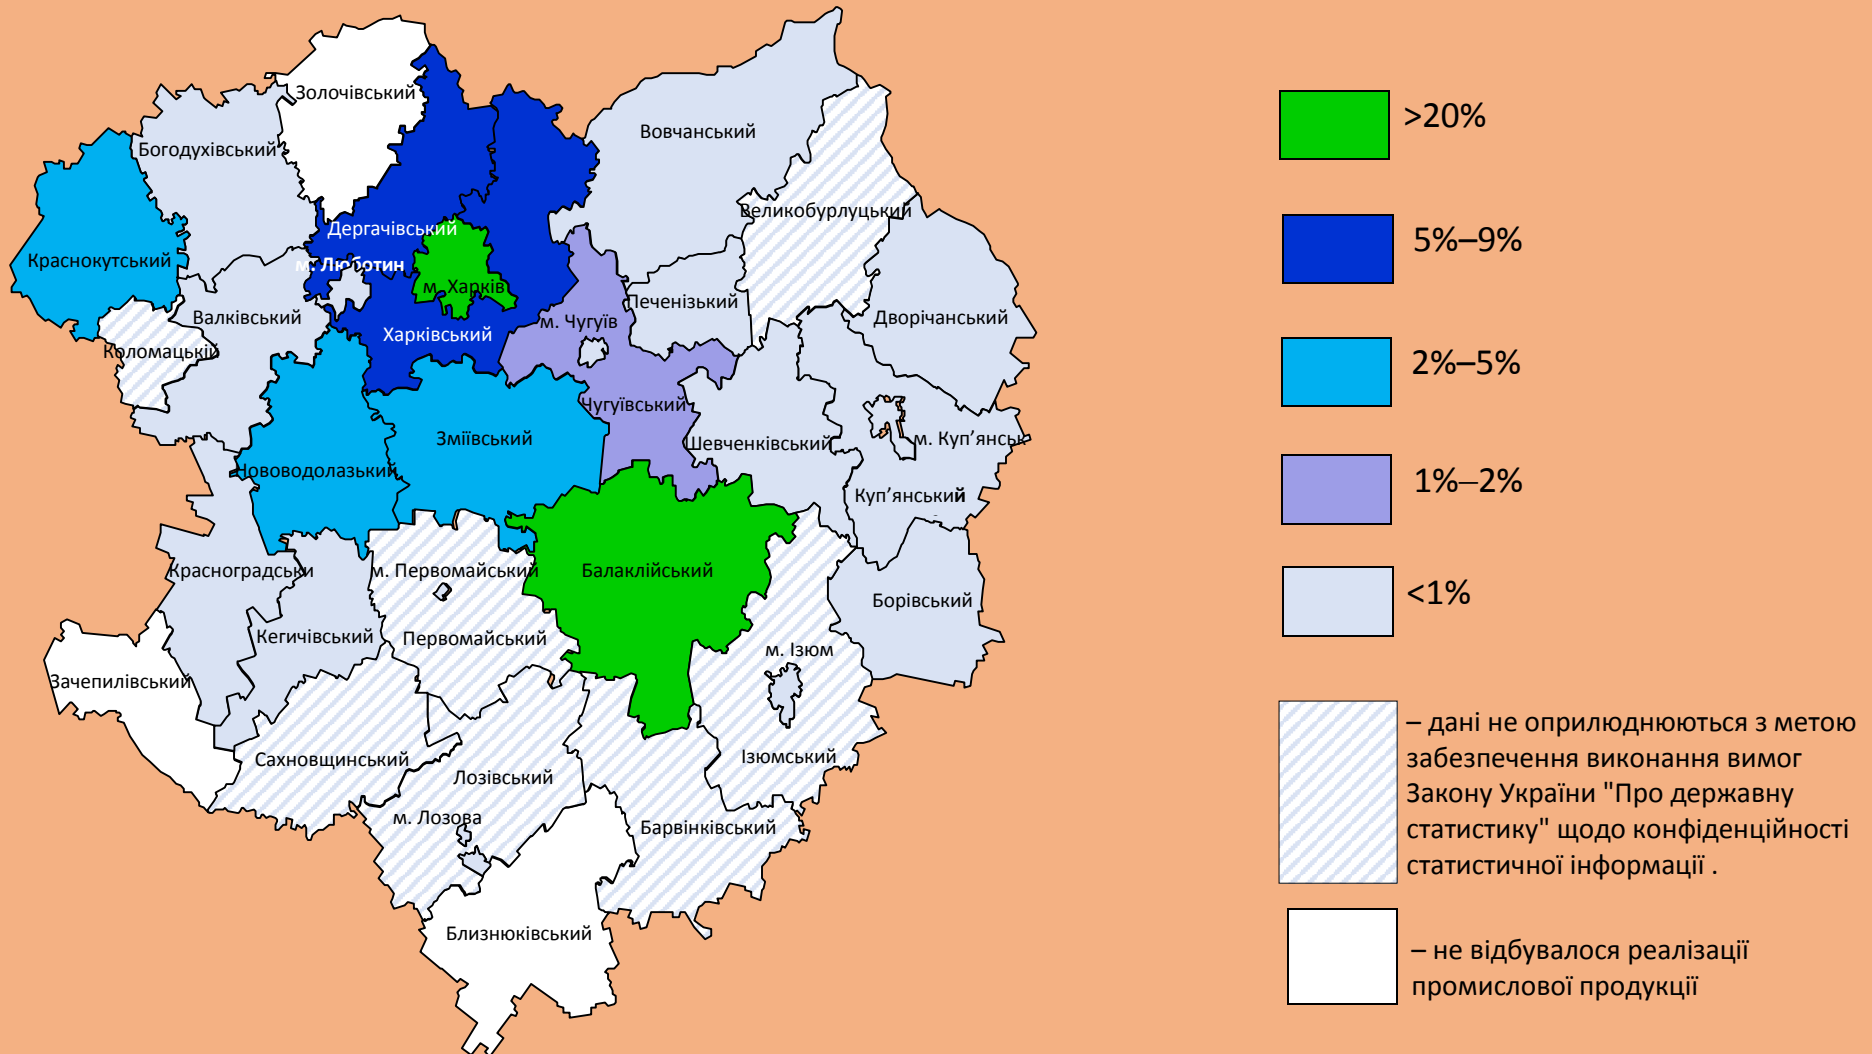 Золочівський
Богодухівський
Вовчанський
Великобурлуцький
Дергачівський
Краснокутський
м. Люботин
м. Харків
Печенізький
Валківський
м. Чугуїв
Дворічанський
Харківський
Коломацькій
Чугуївський
Зміївський
Шевченківський
м. Куп’янськ
Нововодолазький
Куп’янський
Красноградськи
м. Первомайський
Балаклійський
Борівський
Кегичівський
Первомайський
м. Ізюм
Зачепилівський
Сахновщинський
Лозівський
Ізюмський
м. Лозова
Барвінківський
Близнюківський
>20%
5%–9%
2%–5%
1%–2%
<1%
– дані не оприлюднюються з метою
забезпечення виконання вимог
Закону України "Про державну
статистику" щодо конфіденційності
статистичної інформації .
– не відбувалося реалізації
промислової продукції